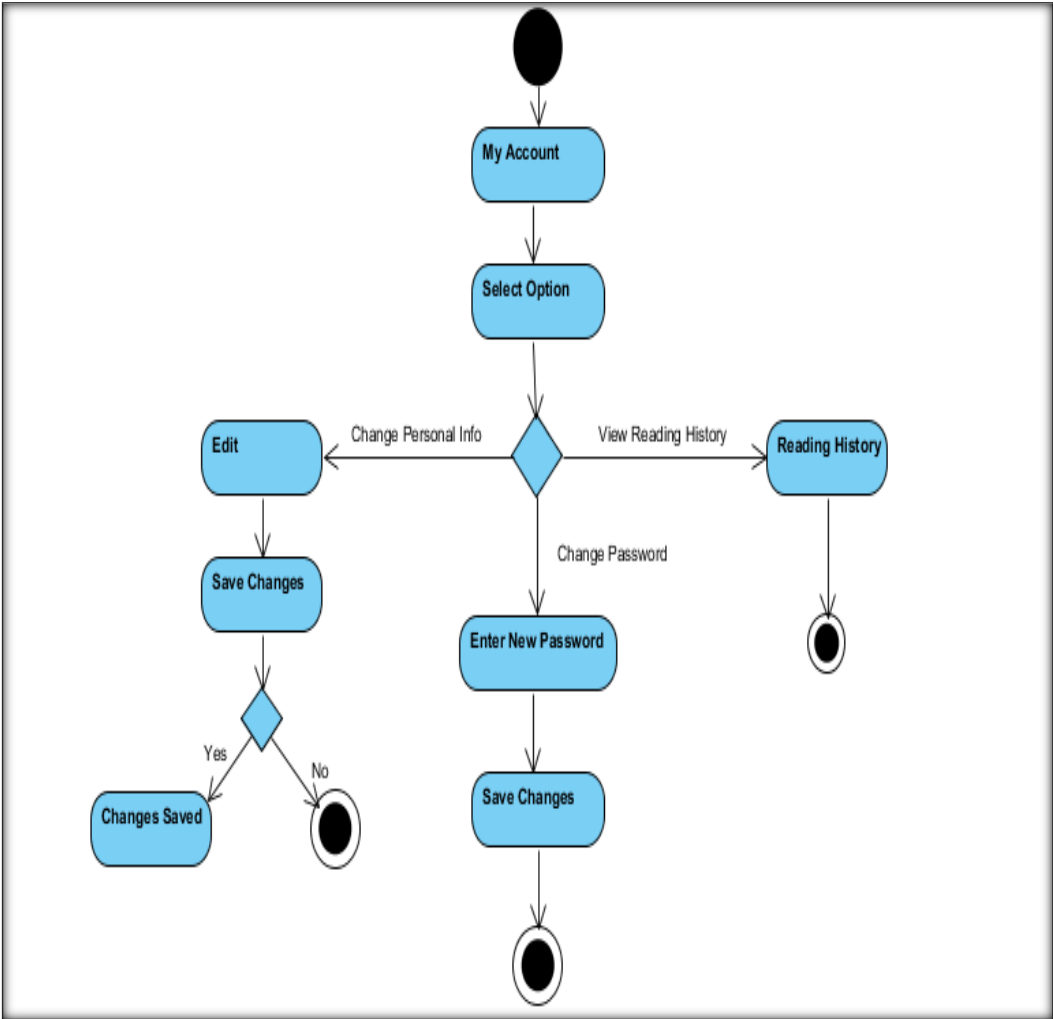 My Account
Select Option
Change Personal Info
View Reading History
Edit
Reading History
Change Password
Save Changes
Enter New Password
Yes
No
Save Changes
Changes Saved